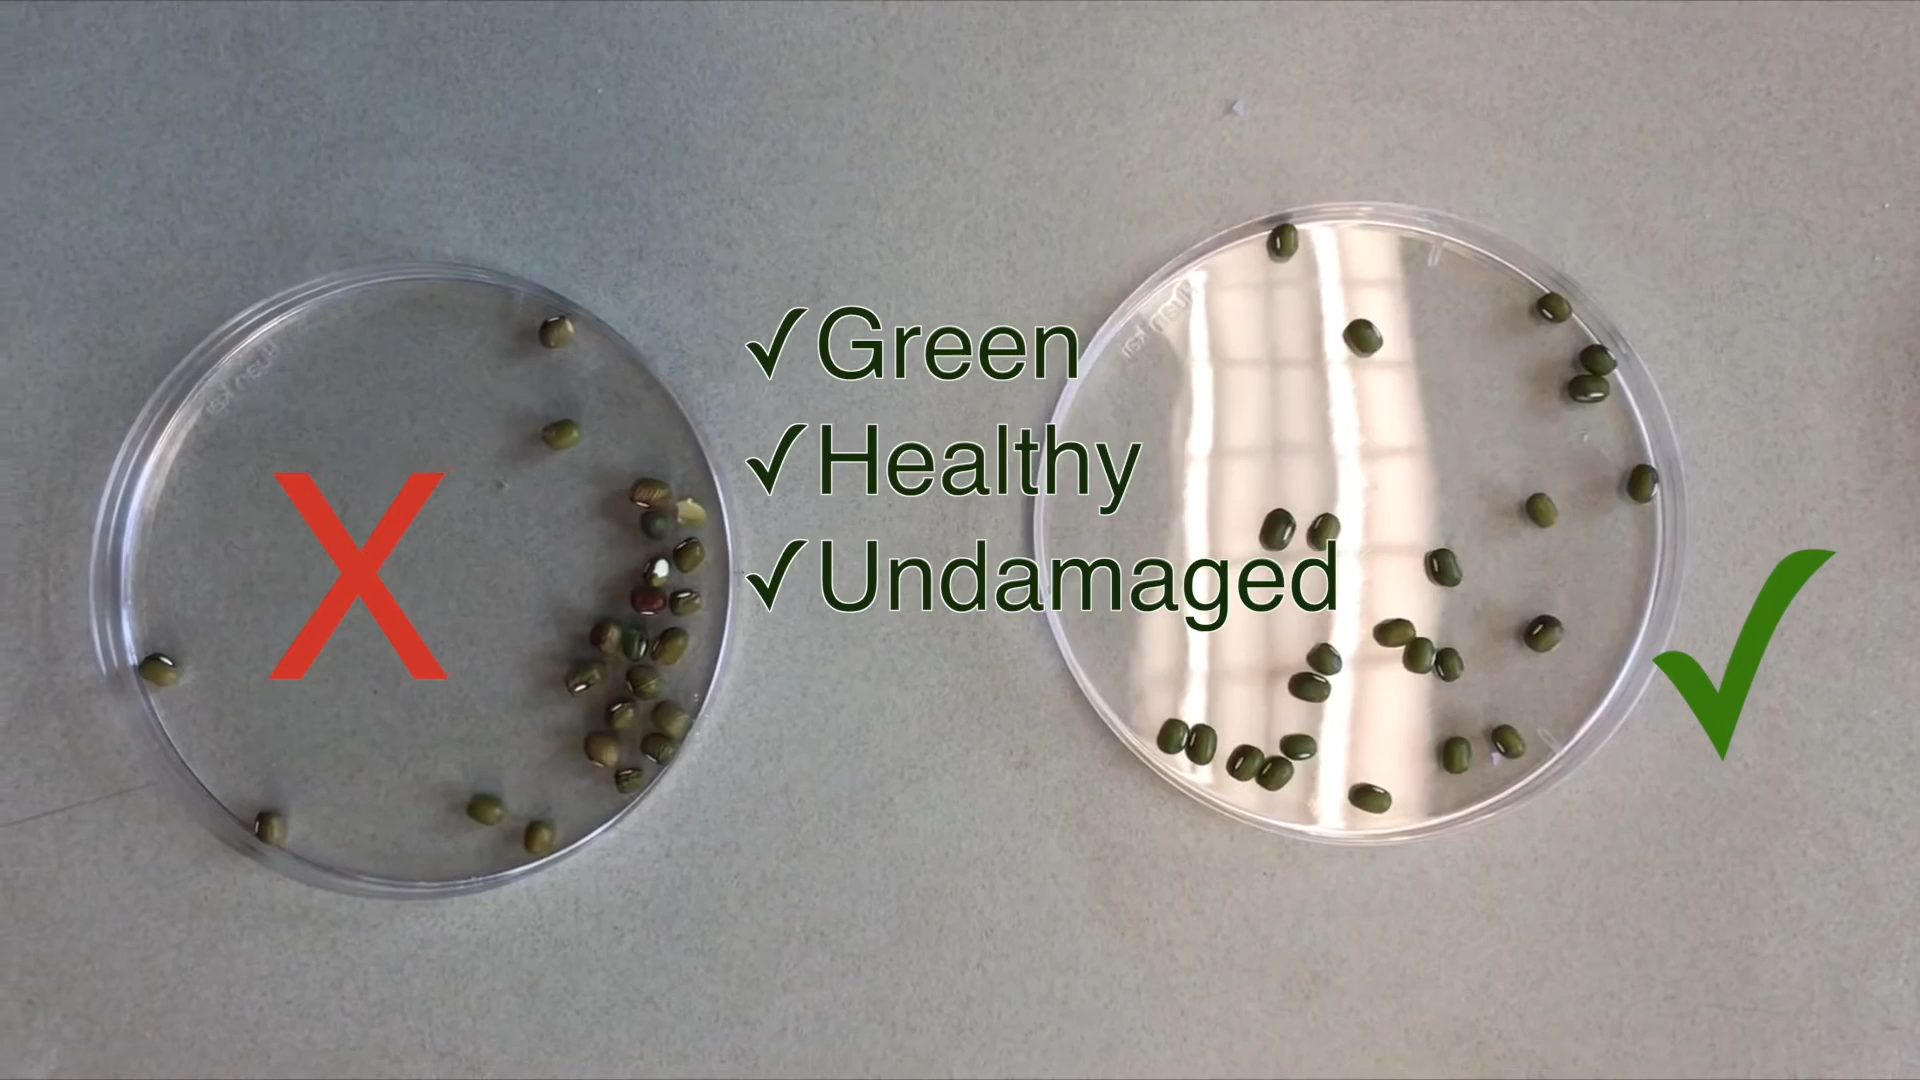 ✓Green
✓Healthy
✓Undamaged
X
✓